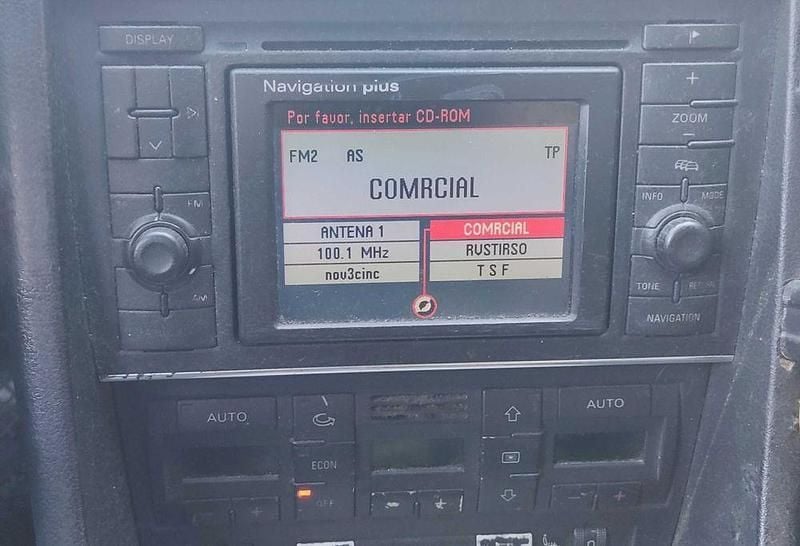 DISPLAY
Navigation plus
Por favor, insertar CD-ROM
FM2 AS TP
COMRCIAL
ANTENA 1 COMRCIAL
100.1 MHz RVSTIRSO
nov3cinc T S F
+
ZOOM
−
FM
AM
INFO MODE
TONE RETURN
NAVIGATION
AUTO AUTO
ECON
OFF
+ − +